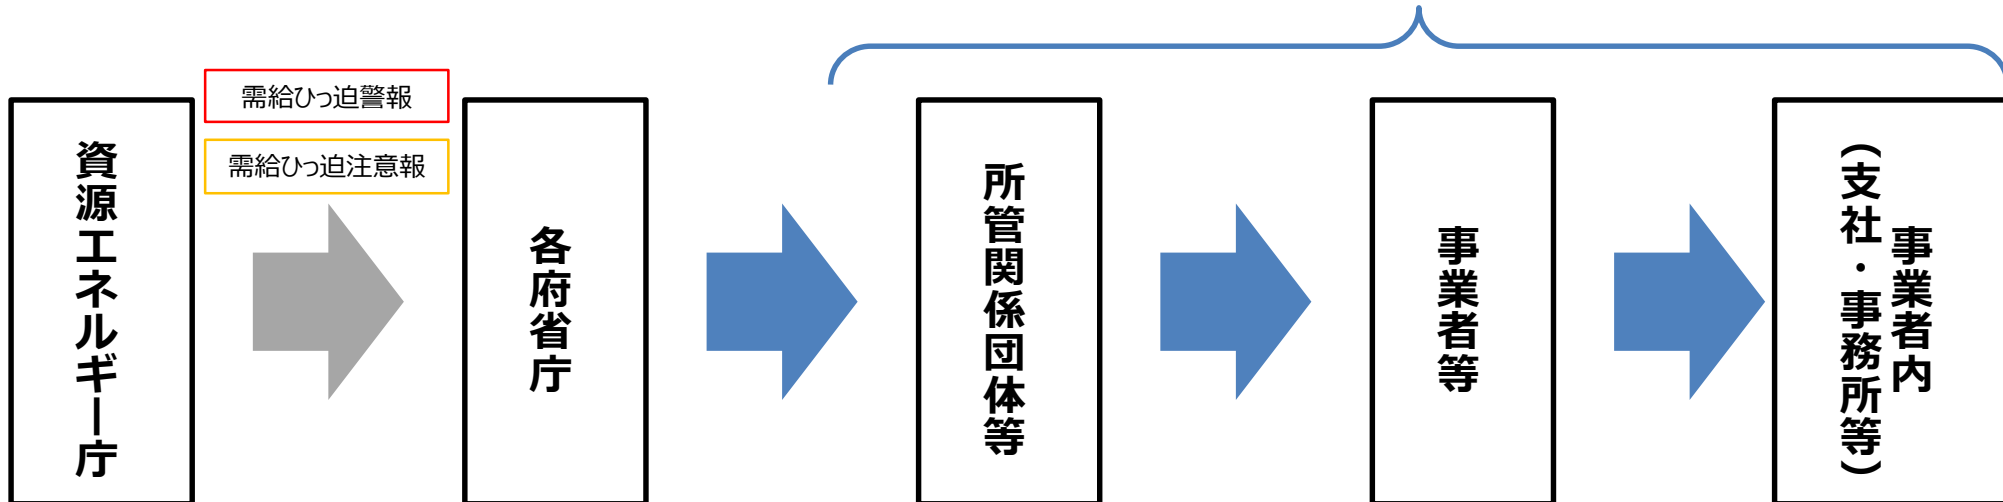 資源エネルギー庁
需給ひっ迫警報
需給ひっ迫注意報
各府省庁
所管関係団体等
事業者等
事業者内
（支社・事務所等）